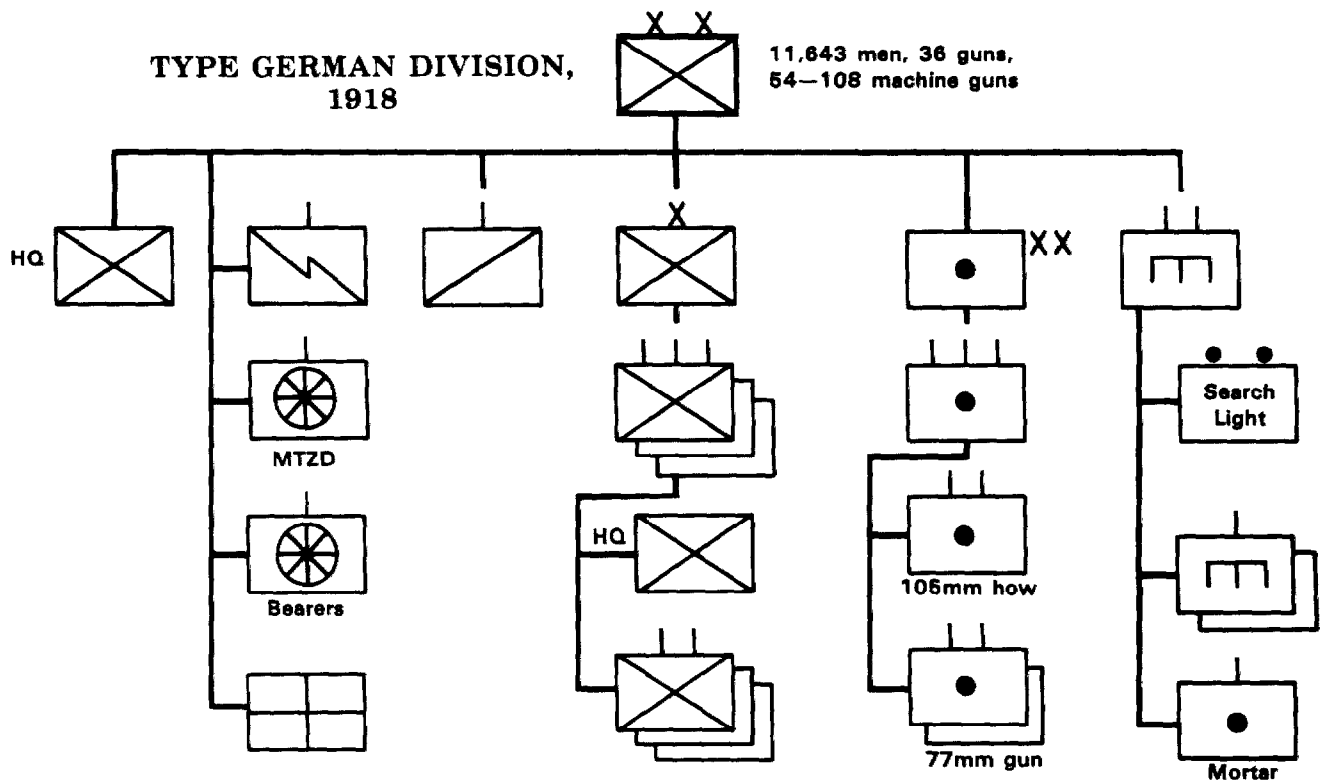 TYPE GERMAN DIVISION,
1918
11,643 men, 36 guns,
54—108 machine guns
X X
HQ
X
XX
MTZD
Search
Light
HQ
Bearers
105mm how
77mm gun
Mortar